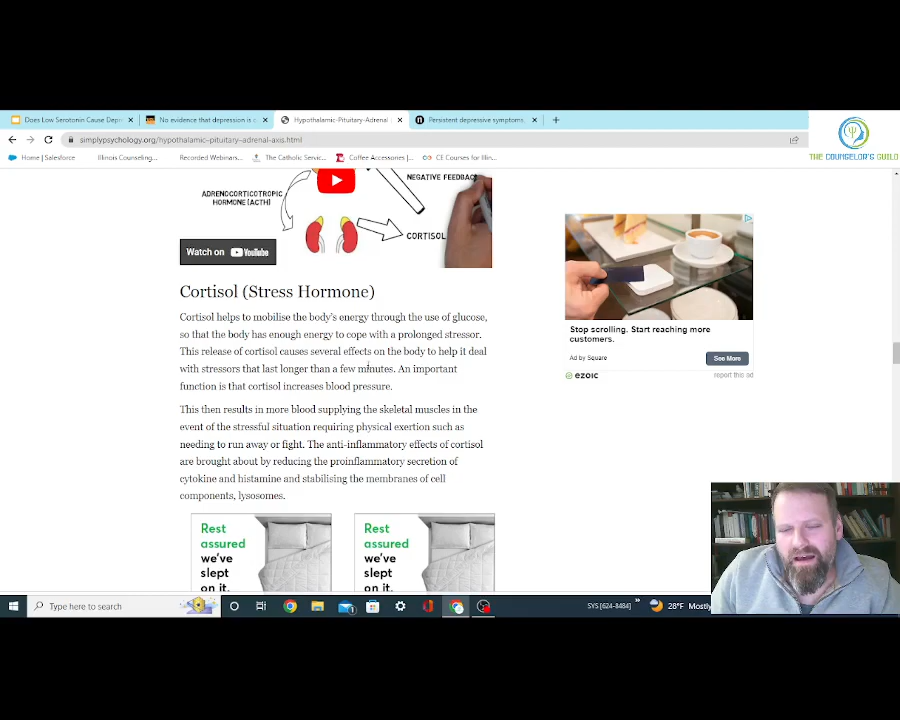 Does Low Serotonin Cause Depr
No evidence that depression is c
Hypothalamic-Pituitary-Adrenal
Persistent depressive symptoms
simplypsychology.org/hypothalamic-pituitary-adrenal-axis.html
Home | Salesforce
Illinois Counseling...
Recorded Webinars...
The Catholic Servic...
Coffee Accessories |...
CE Courses for Illin...
THE COUNSELOR'S GUILD
NEGATIVE FEEDBACK
ADRENOCORTICOTROPIC
HORMONE (ACTH)
CORTISOL
Watch on YouTube
Cortisol (Stress Hormone)
Cortisol helps to mobilise the body's energy through the use of glucose,
so that the body has enough energy to cope with a prolonged stressor.
This release of cortisol causes several effects on the body to help it deal
with stressors that last longer than a few minutes. An important
function is that cortisol increases blood pressure.
This then results in more blood supplying the skeletal muscles in the
event of the stressful situation requiring physical exertion such as
needing to run away or fight. The anti-inflammatory effects of cortisol
are brought about by reducing the proinflammatory secretion of
cytokine and histamine and stabilising the membranes of cell
components, lysosomes.
Stop scrolling. Start reaching more
customers.
Ad by Square
See More
ezoic
report this ad
Rest
assured
we've
slept
on it.
Rest
assured
we've
slept
on it.
Type here to search
SYS [624-8484]
28°F Mostly